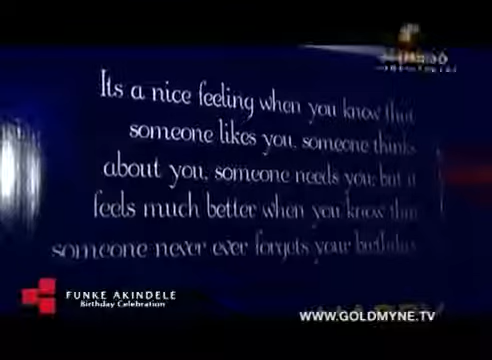 Its a nice feeling when you know that
someone likes you, someone thinks
about you, someone needs you; but it
feels much better when you know that
someone never ever forgets your birthday
FUNKE AKINDELE
Birthday Celebration
WWW.GOLDMYNE.TV